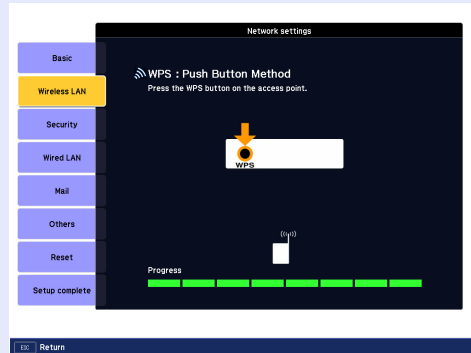 Network settings
Basic
Wireless LAN
Security
Wired LAN
Mail
Others
Reset
Setup complete
WPS : Push Button Method
Press the WPS button on the access point.
WPS
Progress
ESC Return